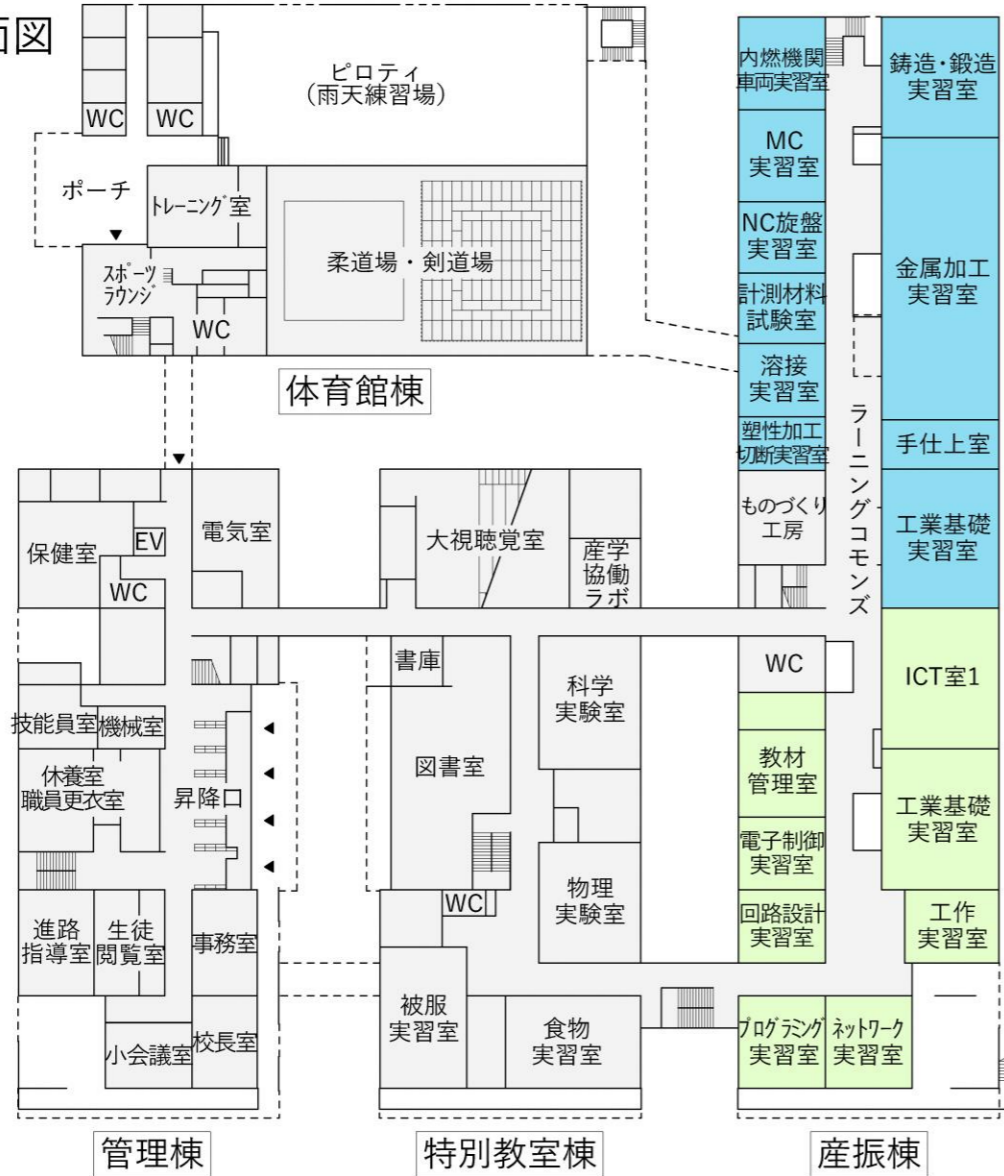 面図
ピロティ
(雨天練習場)
WC
WC
ポーチ
トレーニング室
スポーツ
ラウンジ
WC
柔道場・剣道場
体育館棟
内燃機関
車両実習室
MC
実習室
NC旋盤
実習室
計測材料
試験室
溶接
実習室
塑性加工
切断実習室
ものづくり
工房
ラーニングコモンズ
鋳造・鍛造
実習室
金属加工
実習室
手仕上室
工業基礎
実習室
保健室
EV
電気室
WC
大視聴覚室
産学
協働
ラボ
技能員室
機械室
休養室
職員更衣室
昇降口
進路
指導室
生徒
閲覧室
事務室
小会議室
校長室
管理棟
書庫
図書室
科学
実験室
WC
物理
実験室
被服
実習室
食物
実習室
特別教室棟
WC
教材
管理室
電子制御
実習室
回路設計
実習室
プログラミング
実習室
ネットワーク
実習室
ICT室1
工業基礎
実習室
工作
実習室
産振棟